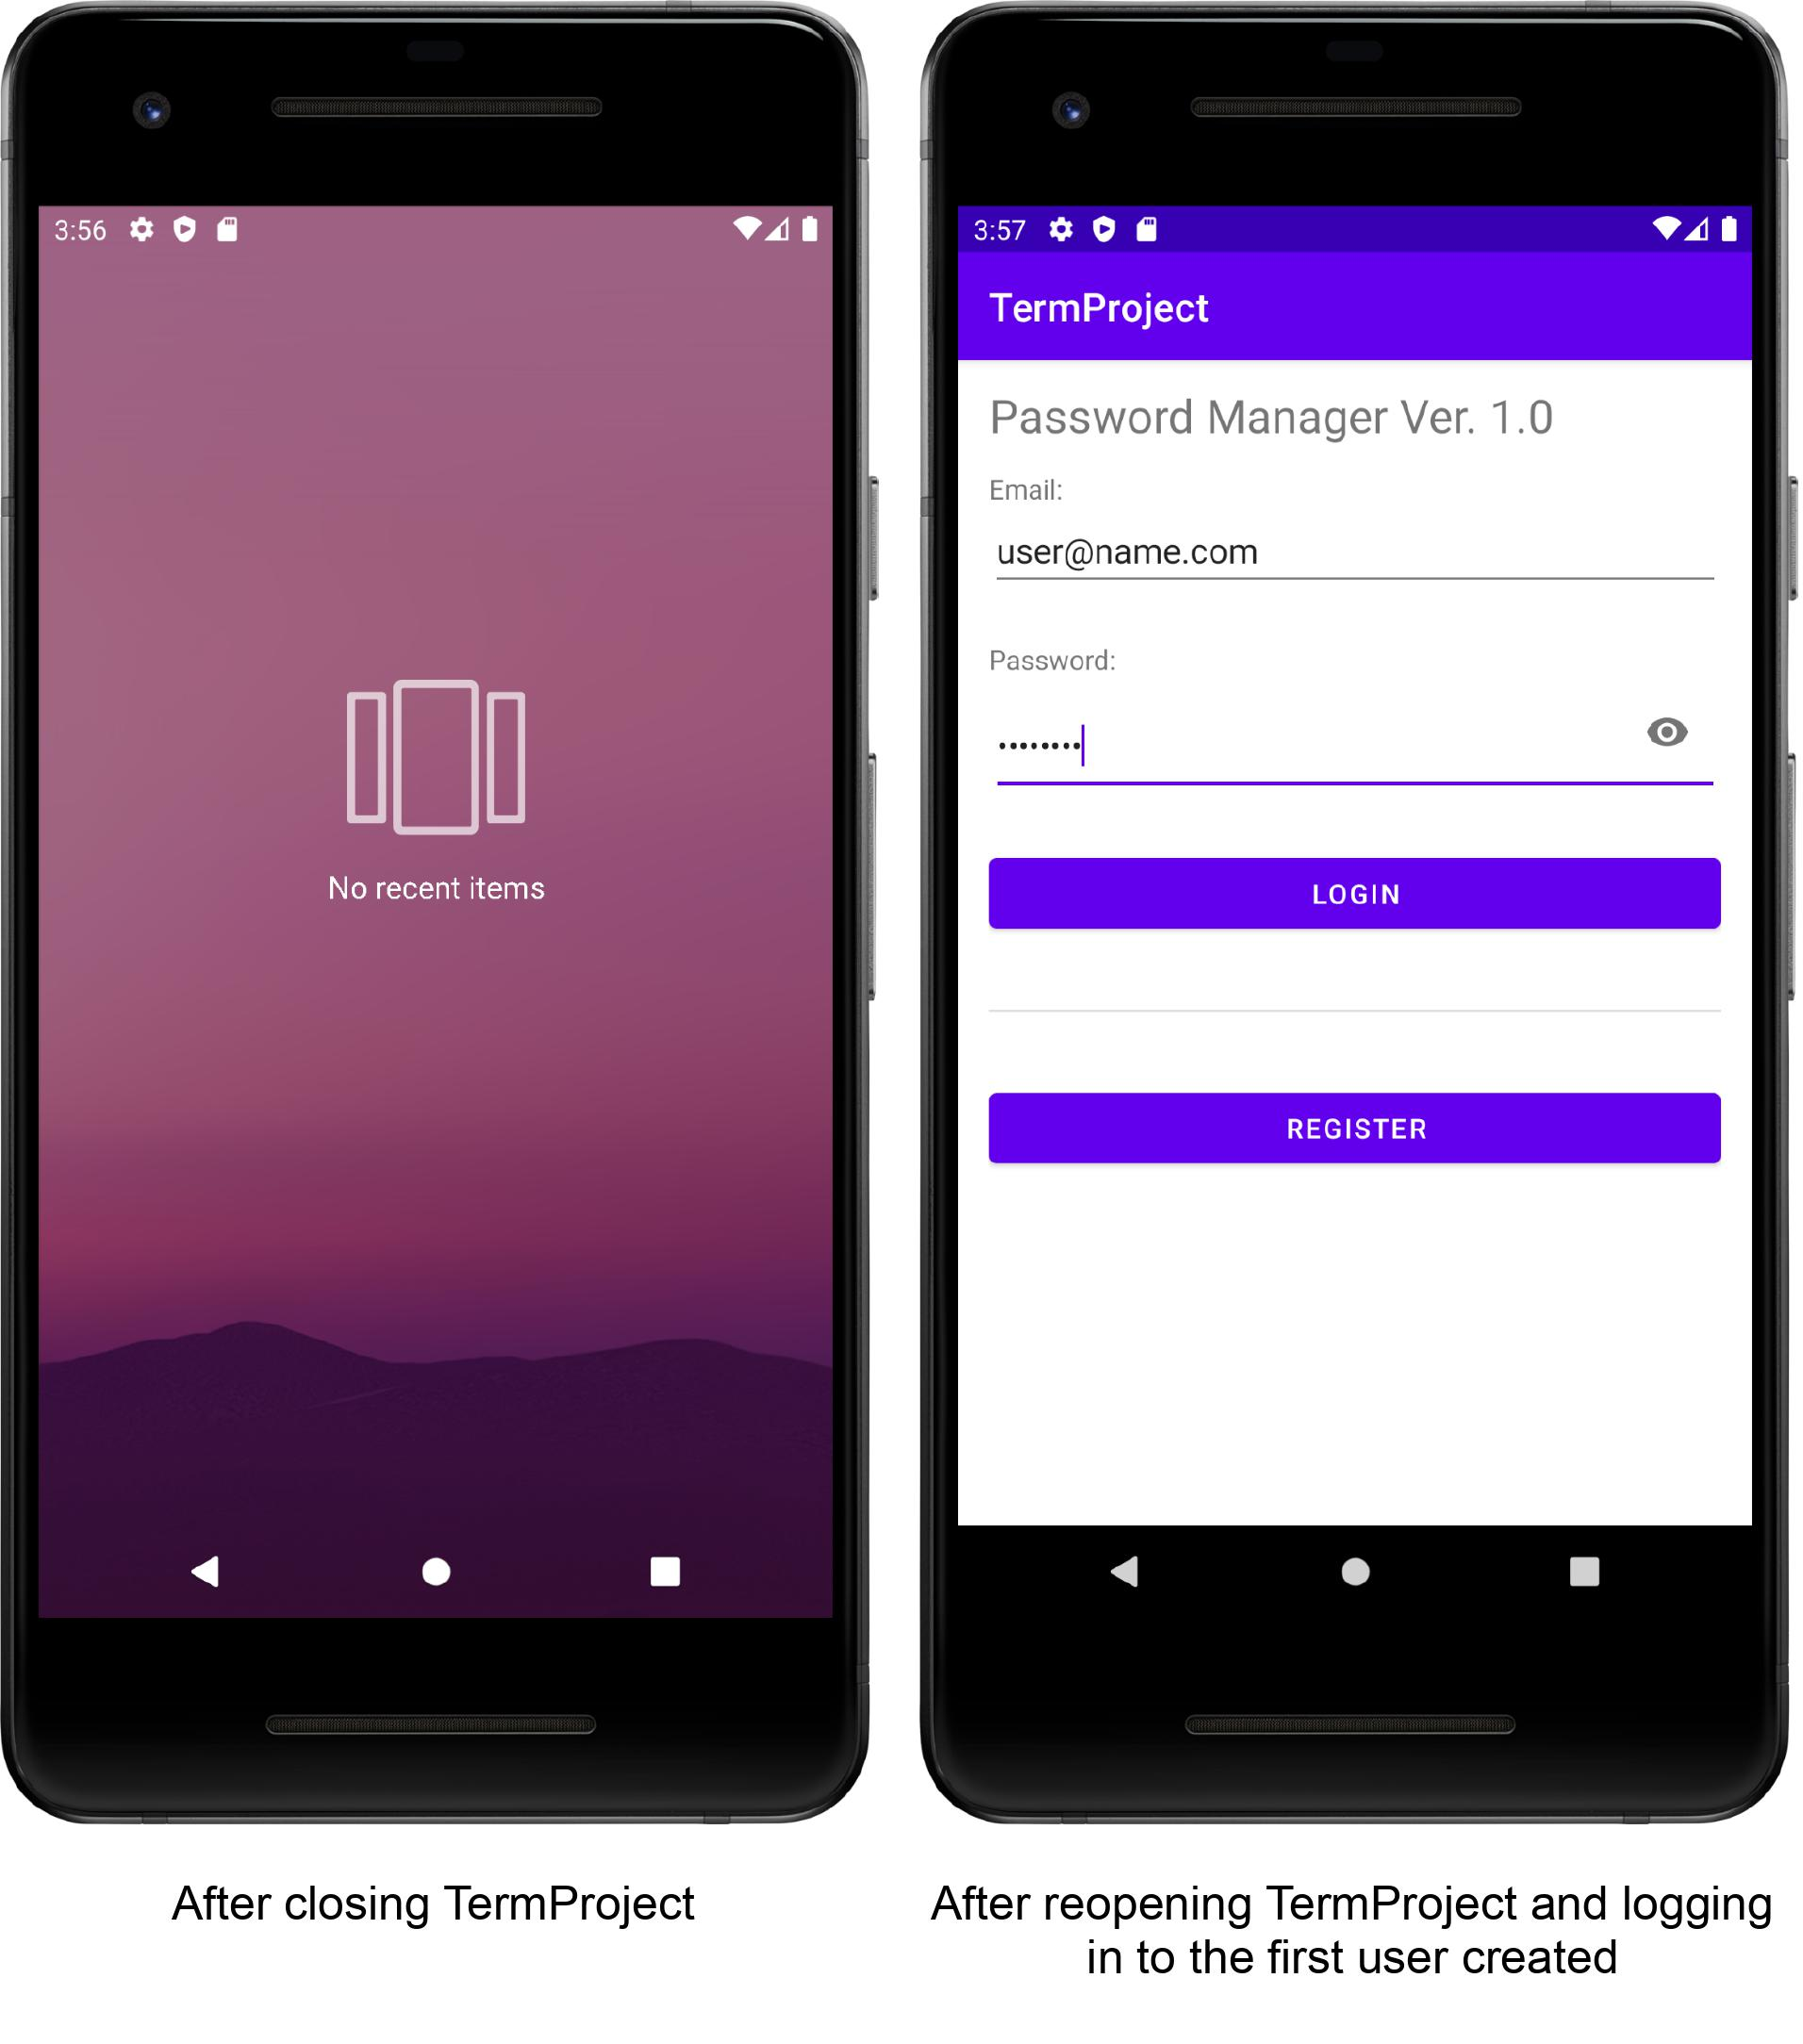 3:56
No recent items
After closing TermProject
3:57
TermProject
Password Manager Ver. 1.0
Email:
user@name.com
Password:
••••••••
LOGIN
REGISTER
After reopening TermProject and logging
in to the first user created